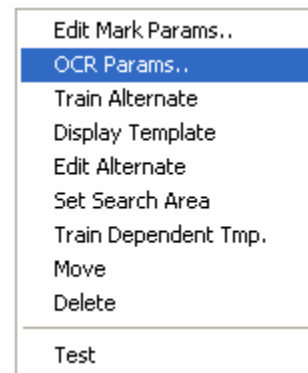 Edit Mark Params..
OCR Params..
Train Alternate
Display Template
Edit Alternate
Set Search Area
Train Dependent Tmp.
Move
Delete
Test